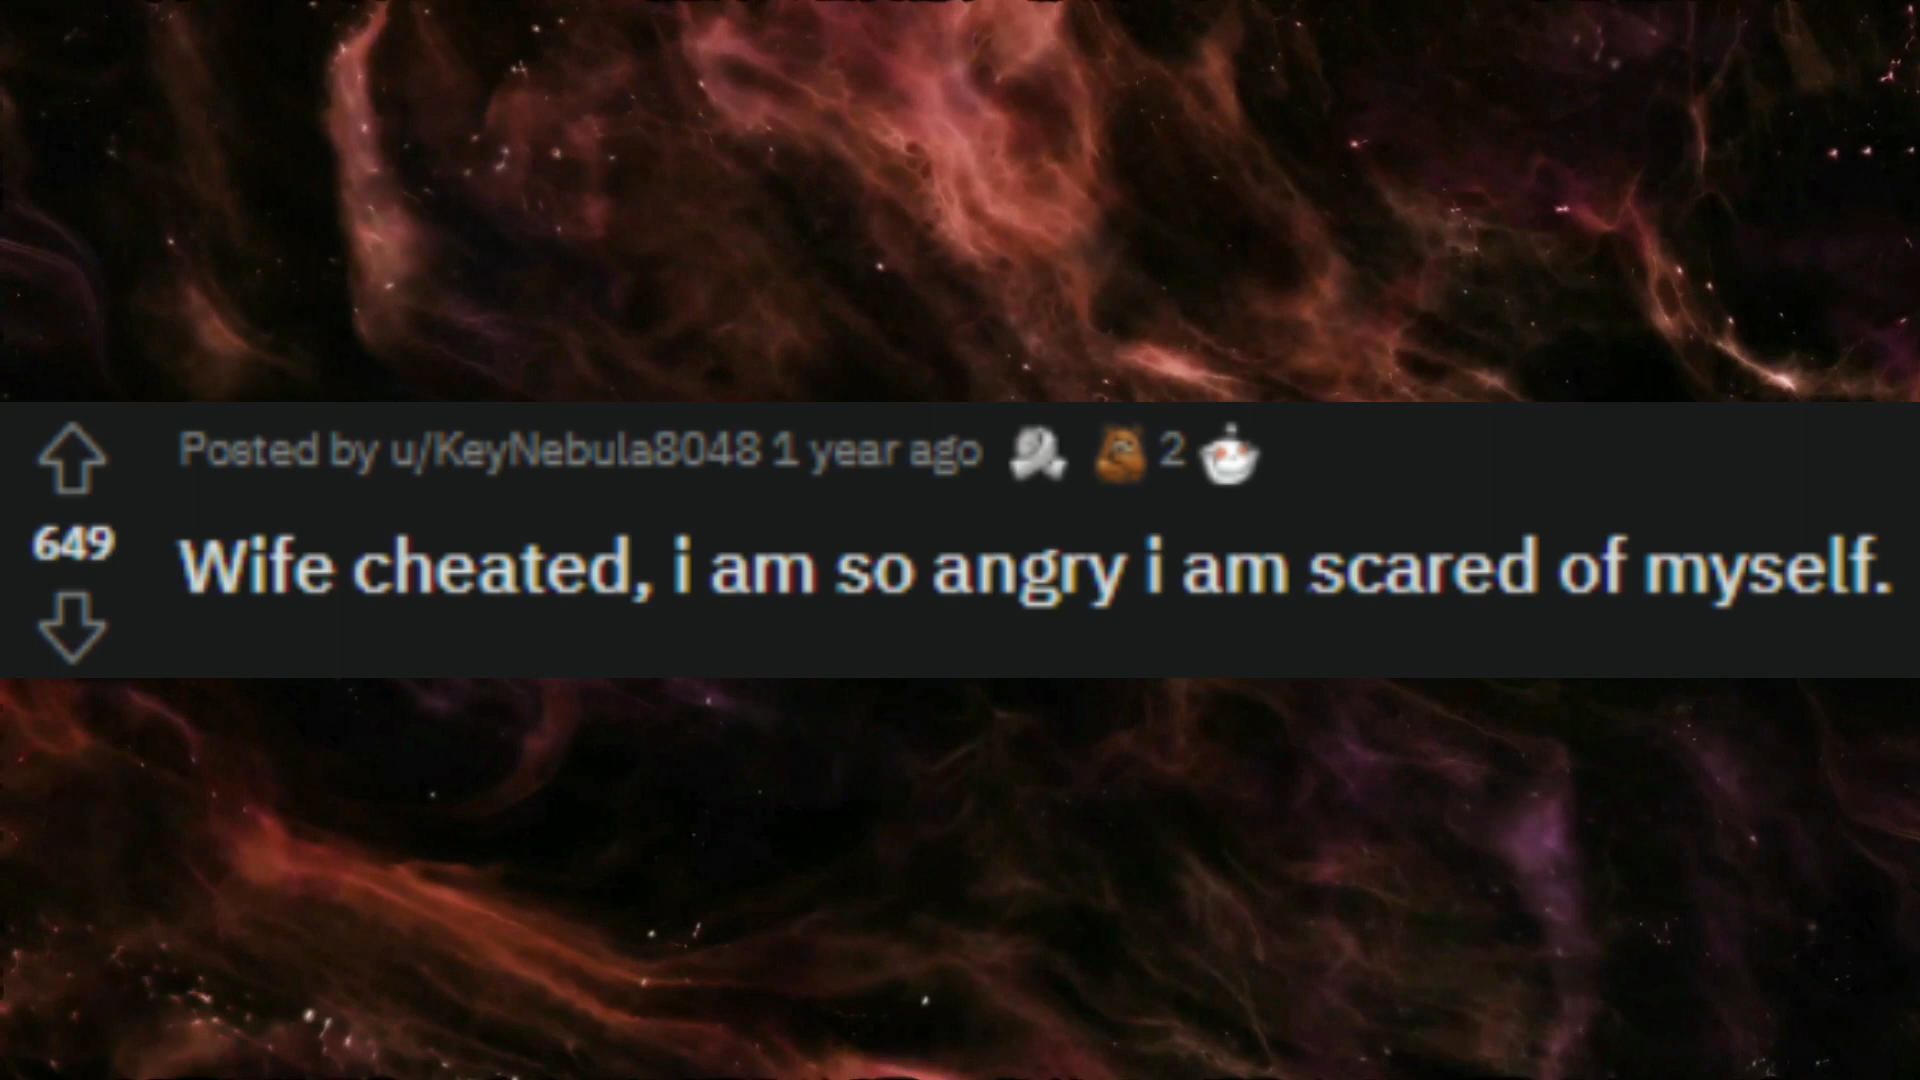 Posted by u/KeyNebula8048 1 year ago 2
649
Wife cheated, i am so angry i am scared of myself.